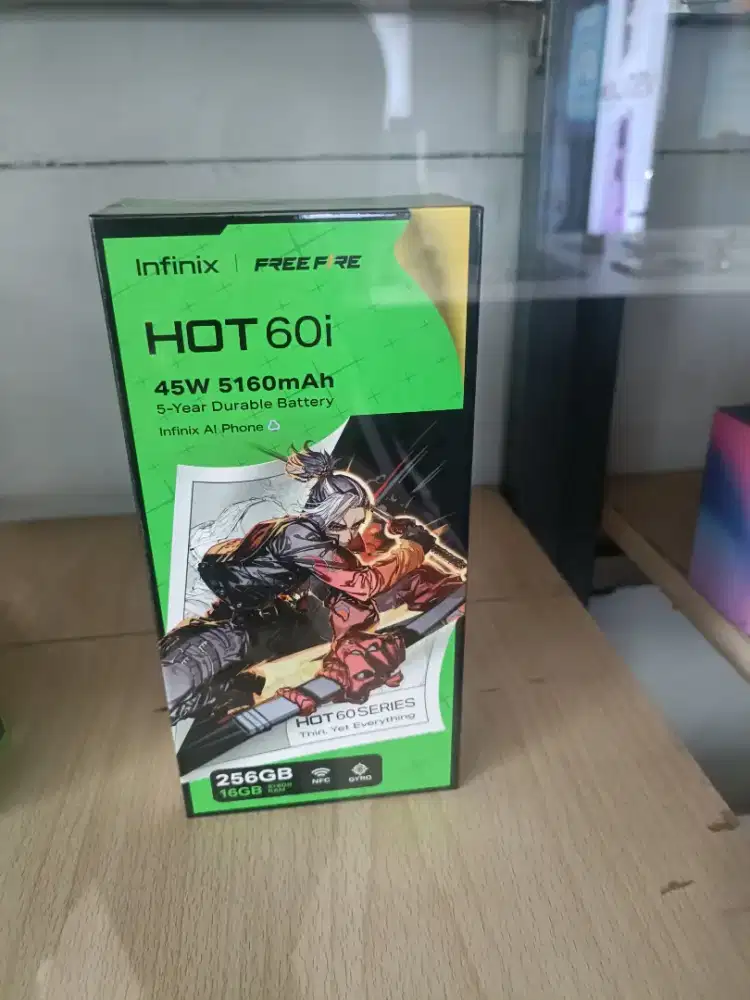 Infinix | FREE FIRE
HOT 60i
45W 5160mAh
5-Year Durable Battery
Infinix AI Phone
HOT 60 SERIES
Thin, Yet Everything
256GB
16GB
RAM
NFC
GYRO